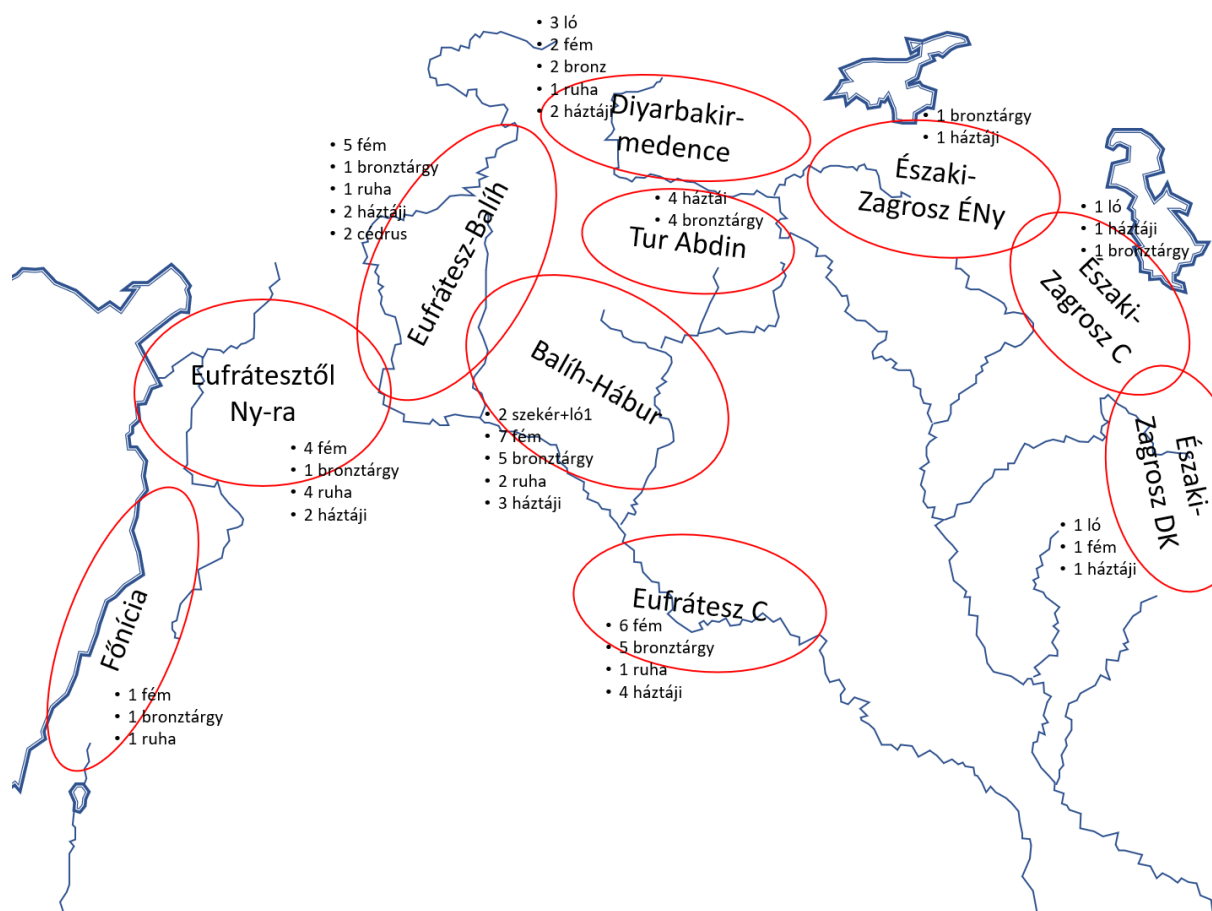 • 3 ló
• 2 fém
• 2 bronz
• 1 ruha
• 2 háztáji
Diyarbakir-
medence
• 1 bronztárgy
• 1 háztáji
Északi-
Zagrosz ÉNy
• 5 fém
• 1 bronztárgy
• 1 ruha
• 2 háztáji
• 2 cédrus
Eufrátesz-Balíh
• 4 háztái
• 4 bronztárgy
Tur Abdin
• 1 ló
• 1 háztáji
• 1 bronztárgy
Északi-
Zagrosz C
Eufrátesztől
Ny-ra
• 4 fém
• 1 bronztárgy
• 4 ruha
• 2 háztáji
Balíh-Hábur
• 2 szekér+ló1
• 7 fém
• 5 bronztárgy
• 2 ruha
• 3 háztáji
Északi-
Zagrosz DK
• 1 ló
• 1 fém
• 1 háztáji
Eufrátesz C
• 6 fém
• 5 bronztárgy
• 1 ruha
• 4 háztáji
Főnícia
• 1 fém
• 1 bronztárgy
• 1 ruha